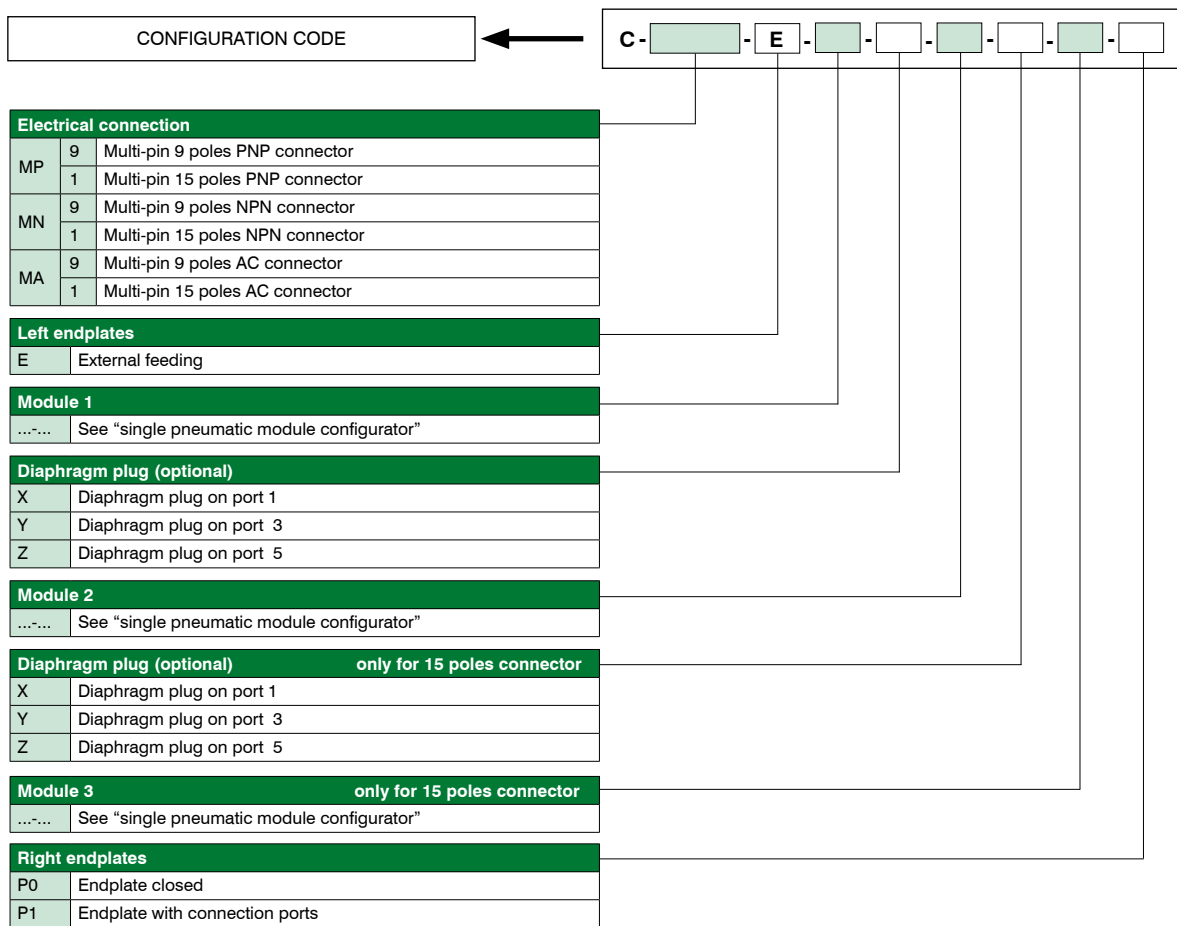 CONFIGURATION CODE
C- - E - - - - - -
Electrical connection
MP 9 Multi-pin 9 poles PNP connector
1 Multi-pin 15 poles PNP connector
MN 9 Multi-pin 9 poles NPN connector
1 Multi-pin 15 poles NPN connector
MA 9 Multi-pin 9 poles AC connector
1 Multi-pin 15 poles AC connector
Left endplates
E External feeding
Module 1
...-... See “single pneumatic module configurator”
Diaphragm plug (optional)
X Diaphragm plug on port 1
Y Diaphragm plug on port 3
Z Diaphragm plug on port 5
Module 2
...-... See “single pneumatic module configurator”
Diaphragm plug (optional) only for 15 poles connector
X Diaphragm plug on port 1
Y Diaphragm plug on port 3
Z Diaphragm plug on port 5
Module 3 only for 15 poles connector
...-... See “single pneumatic module configurator”
Right endplates
P0 Endplate closed
P1 Endplate with connection ports